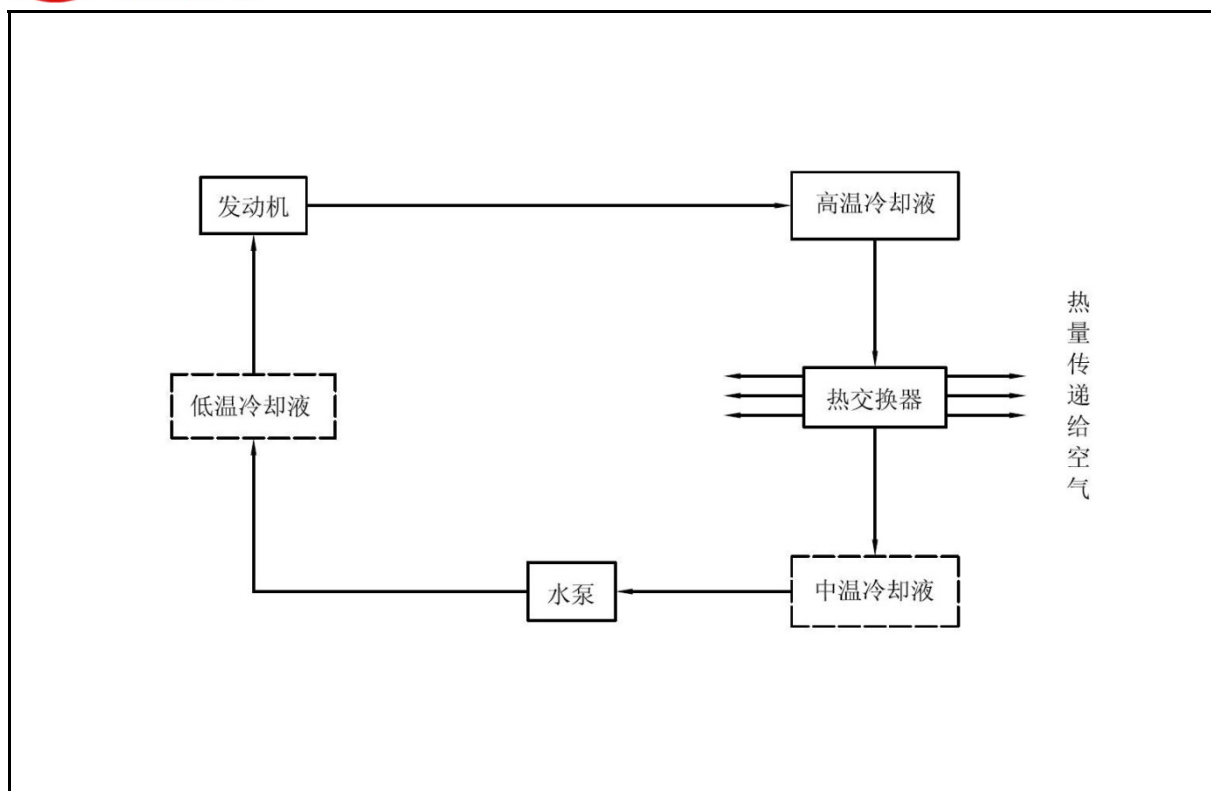 发动机
高温冷却液
热量传递给空气
低温冷却液
热交换器
水泵
中温冷却液